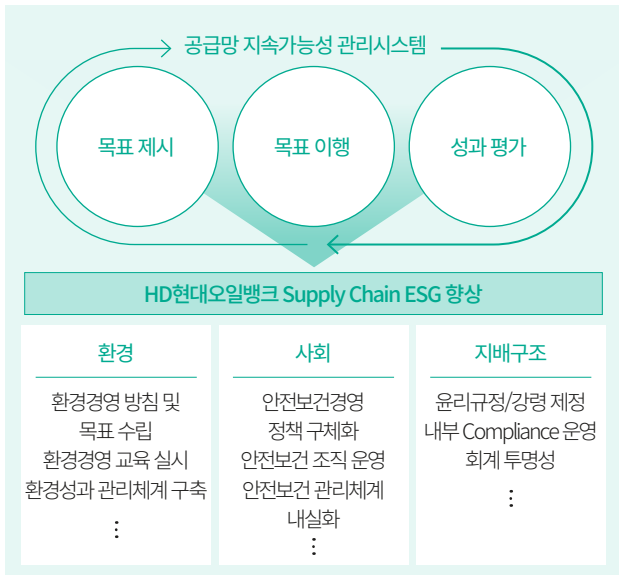 공급망 지속가능성 관리시스템
목표 제시
목표 이행
성과 평가
HD현대오일뱅크 Supply Chain ESG 향상
환경
환경경영 방침 및
목표 수립
환경경영 교육 실시
환경성과 관리체계 구축
⋮
사회
안전보건경영
정책 구체화
안전보건 조직 운영
안전보건 관리체계
내실화
⋮
지배구조
윤리규정/강령 제정
내부 Compliance 운영
회계 투명성
⋮